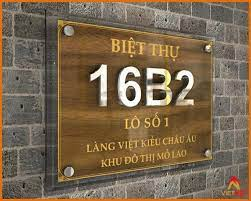 BIỆT THỰ
16B2
LÔ SỐ 1
LÀNG VIỆT KIỀU CHÂU ÂU
KHU ĐÔ THỊ MỖ LAO